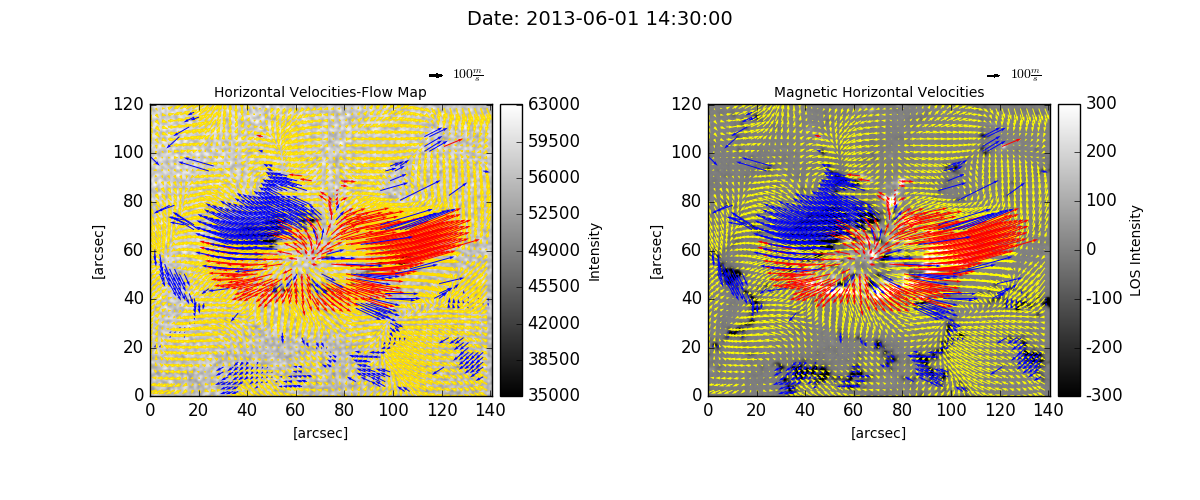 Date: 2013-06-01 14:30:00
100 m/s
Horizontal Velocities-Flow Map
120
100
80
60
40
20
0
[arcsec]
0 20 40 60 80 100 120 140
[arcsec]
63000
59500
56000
52500
49000
45500
42000
38500
35000
Intensity
100 m/s
Magnetic Horizontal Velocities
120
100
80
60
40
20
0
[arcsec]
0 20 40 60 80 100 120 140
[arcsec]
300
200
100
0
-100
-200
-300
LOS Intensity